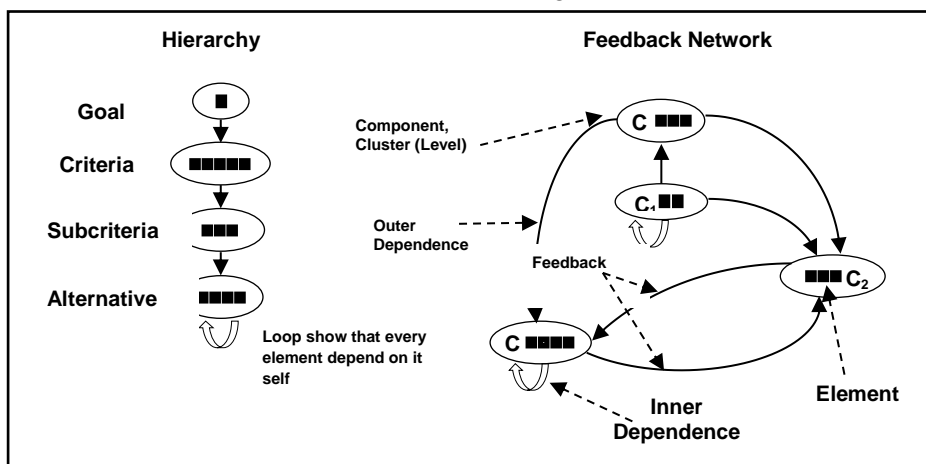 Hierarchy
Goal
Criteria
Subcriteria
Alternative
Loop show that every
element depend on it
self
Feedback Network
Component,
Cluster (Level)
C
C1
Outer
Dependence
Feedback
C2
C
Inner
Dependence
Element